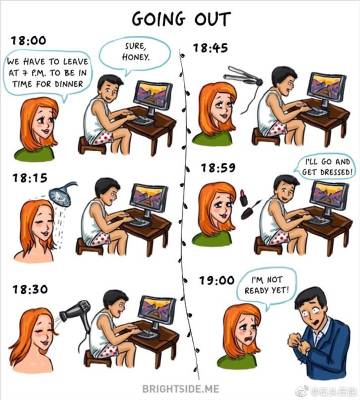 GOING OUT
18:00
WE HAVE TO LEAVE
AT 7 P.M. TO BE IN
TIME FOR DINNER
SURE,
HONEY.
18:15
18:30
18:45
18:59
I'LL GO AND
GET DRESSED!
19:00
I'M NOT
READY YET!
BRIGHTSIDE.ME